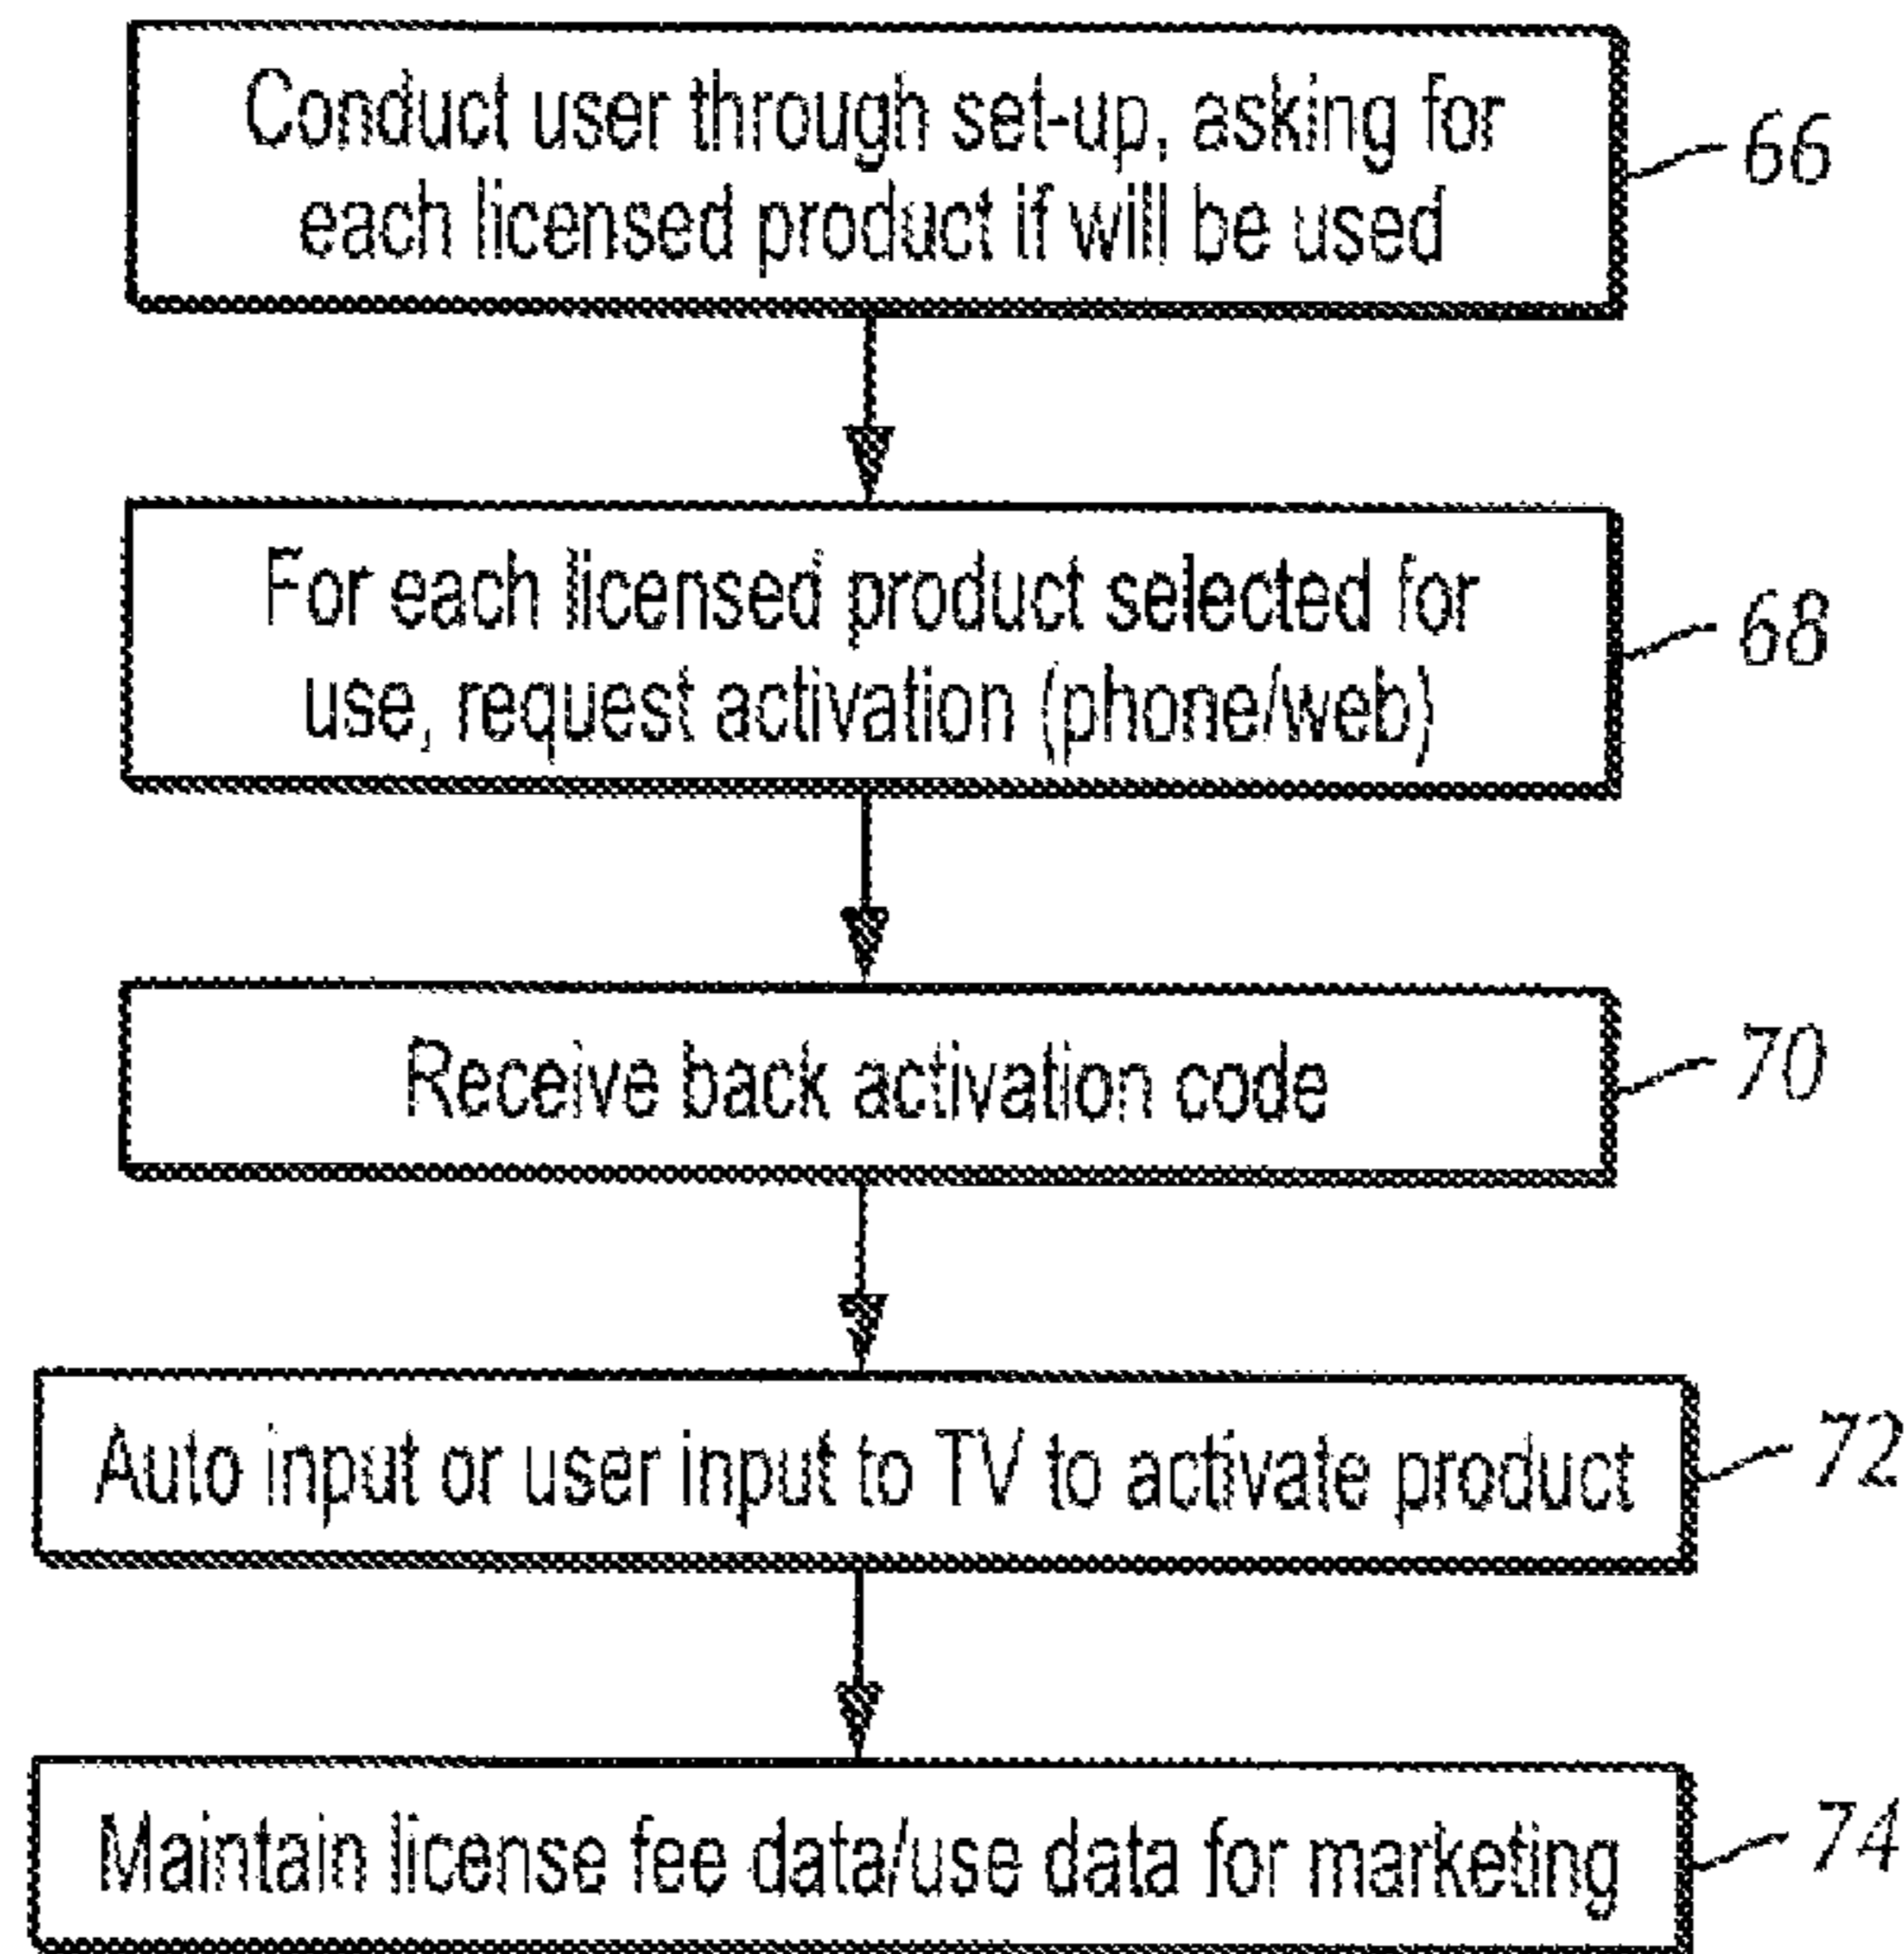 Conduct user through set-up, asking for
each licensed product if will be used
66
For each licensed product selected for
use, request activation (phone/web)
68
Receive back activation code
70
Auto input or user input to TV to activate product
72
Maintain license fee data/use data for marketing
74